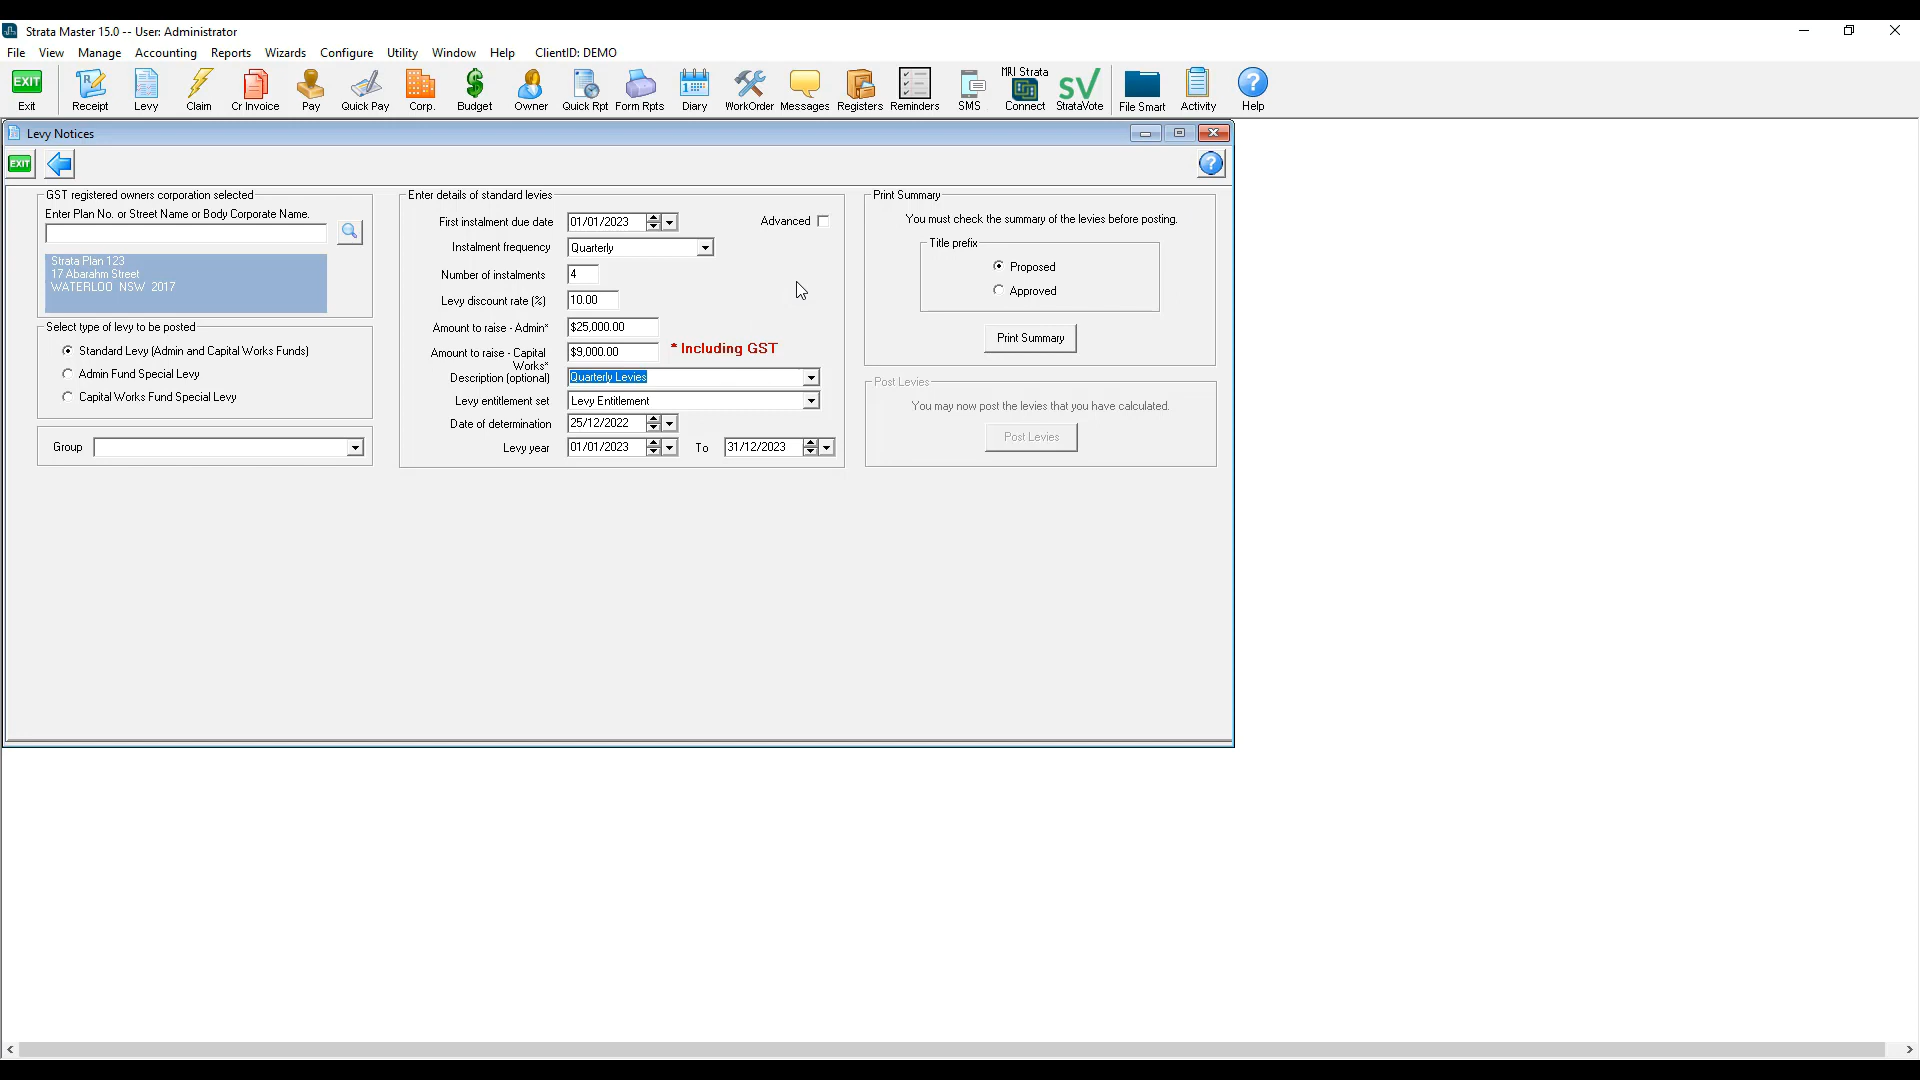 Strata Master 15.0 -- User: Administrator
File View Manage Accounting Reports Wizards Configure Utility Window Help ClientID: DEMO
EXIT MRI Strata SV
Exit Receipt Levy Claim Cr Invoice Pay Quick Pay Corp. Budget Owner Quick Rpt Form Rpts Diary WorkOrder Messages Registers Reminders SMS Connect StrataVote File Smart Activity Help
Levy Notices
EXIT
GST registered owners corporation selected
Enter Plan No. or Street Name or Body Corporate Name.
Strata Plan 123
17 Abarahm Street
WATERLOO NSW 2017
Select type of levy to be posted
Standard Levy (Admin and Capital Works Funds)
Admin Fund Special Levy
Capital Works Fund Special Levy
Group
Enter details of standard levies
First instalment due date 01/01/2023 Advanced
Instalment frequency Quarterly
Number of instalments 4
Levy discount rate (%) 10.00
Amount to raise - Admin* $25,000.00
Amount to raise - Capital $9,000.00 * Including GST
Works*
Description (optional) Quarterly Levies
Levy entitlement set Levy Entitlement
Date of determination 25/12/2022
Levy year 01/01/2023 To 31/12/2023
Print Summary
You must check the summary of the levies before posting.
Title prefix
Proposed
Approved
Print Summary
Post Levies
You may now post the levies that you have calculated.
Post Levies